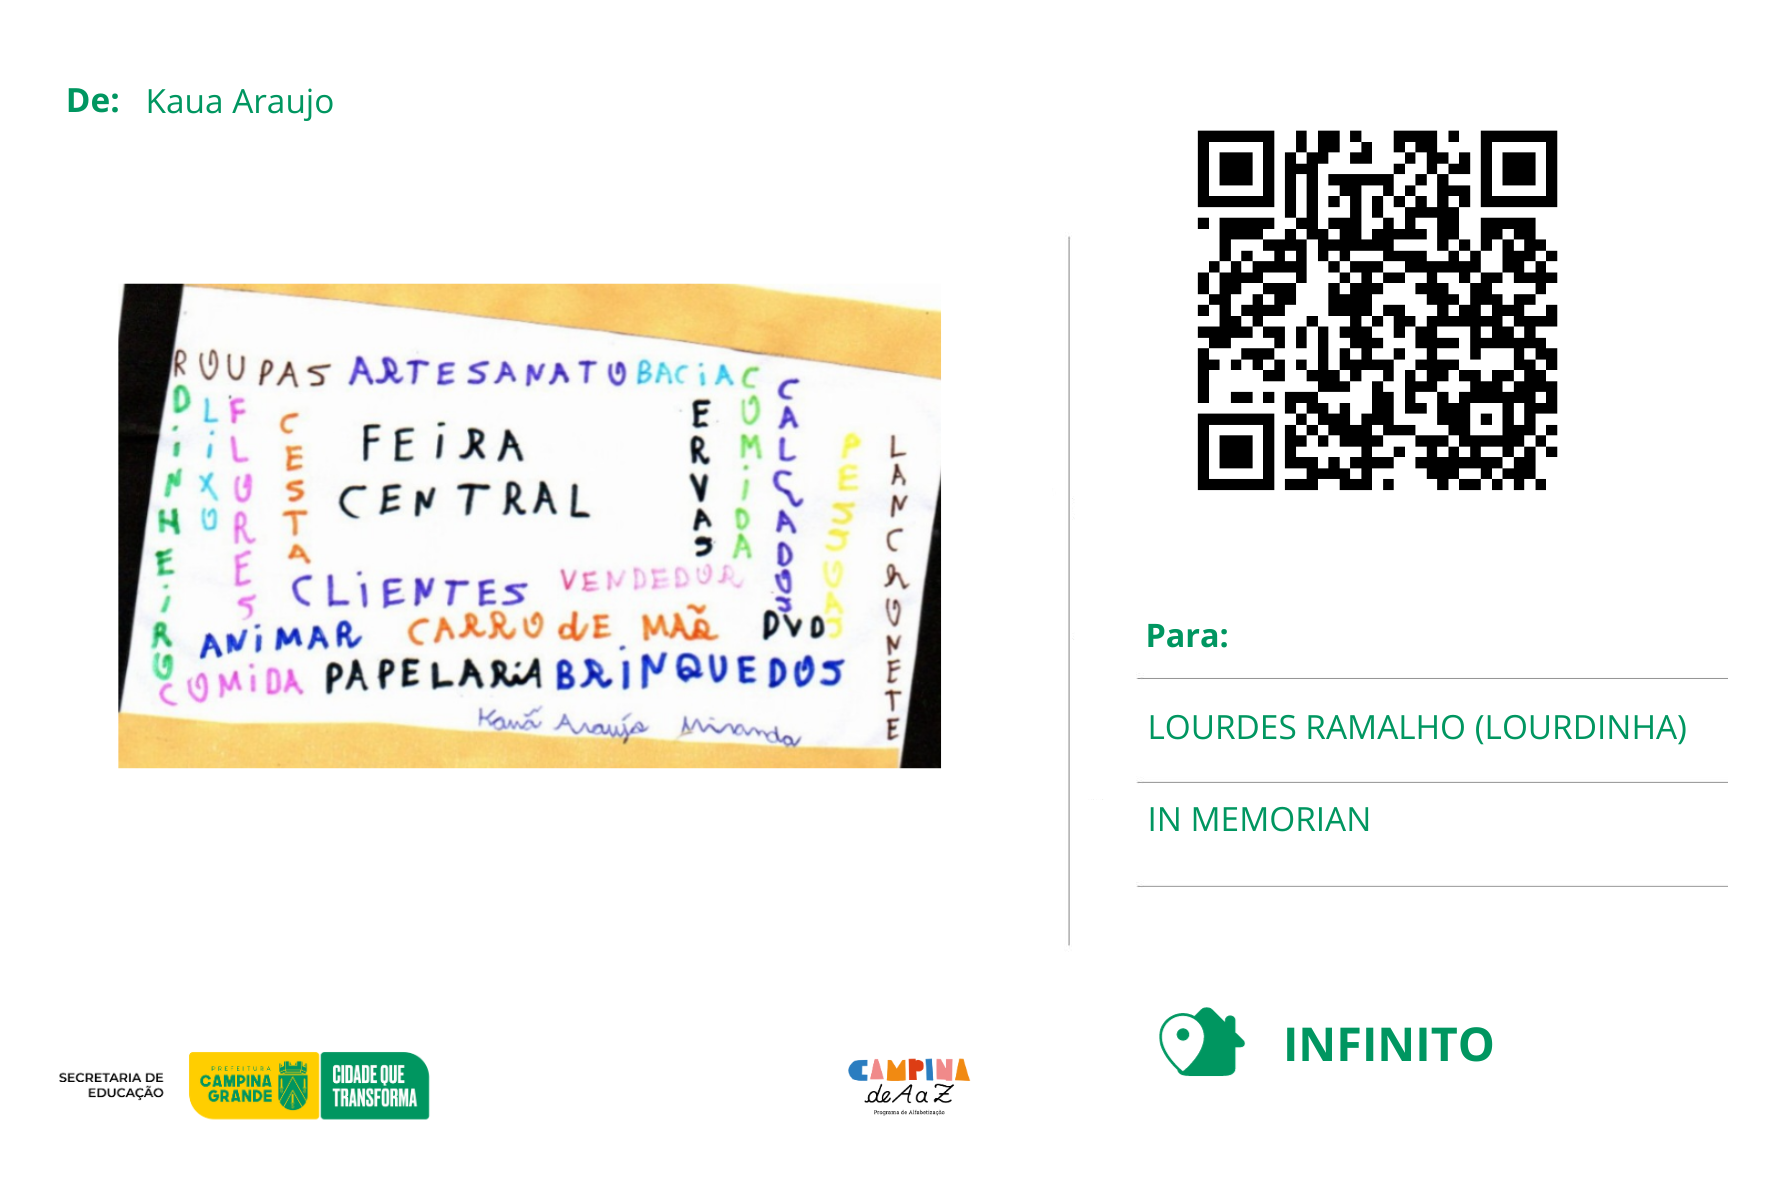 De: Kaua Araujo
ROUPAS ARTESANATO BACiA
DiNHEiRO
LiXO
FLORES
CESTA
FEiRA
CENTRAL
ERVAS
COMiDA
CALÇADOS
PESSOAS
LANCHONETE
CLiENTES VENDEDOR
ANiMAR CARRO dE MÃO DVD
COMiDA PAPELARiA BRiNQUEDOS
Kauã Araujo Miranda
Para:
LOURDES RAMALHO (LOURDINHA)
IN MEMORIAN
INFINITO
SECRETARIA DE
EDUCAÇÃO
PREFEITURA
CAMPINA
GRANDE
CIDADE QUE
TRANSFORMA
CAMPINA
de A a Z
Programa de Alfabetização